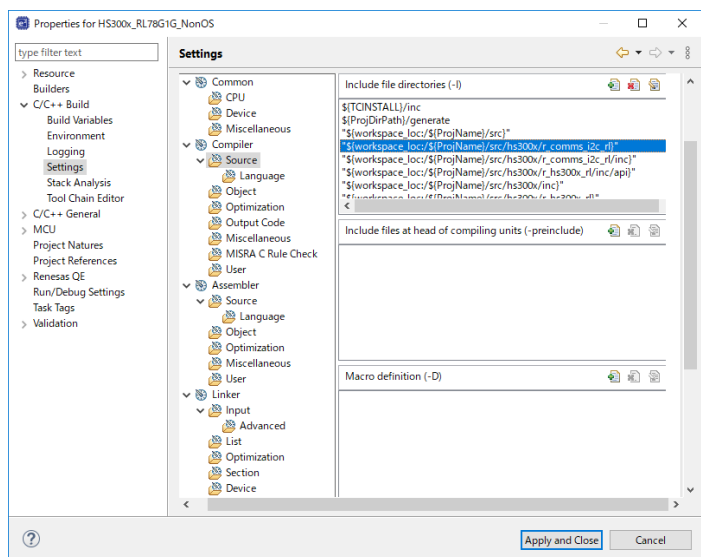 Properties for HS300x_RL78G1G_NonOS
type filter text
Resource
Builders
C/C++ Build
Build Variables
Environment
Logging
Settings
Stack Analysis
Tool Chain Editor
C/C++ General
MCU
Project Natures
Project References
Renesas QE
Run/Debug Settings
Task Tags
Validation
Settings
Common
CPU
Device
Miscellaneous
Compiler
Source
Language
Object
Optimization
Output Code
Miscellaneous
MISRA C Rule Check
User
Assembler
Source
Language
Object
Optimization
Miscellaneous
User
Linker
Input
Advanced
List
Optimization
Section
Device
Include file directories (-I)
${TCINSTALL}/inc
${ProjDirPath}/generate
"${workspace_loc:/${ProjName}/src}"
"${workspace_loc:/${ProjName}/src/hs300x/r_comms_i2c_rl}"
"${workspace_loc:/${ProjName}/src/hs300x/r_comms_i2c_rl/inc}"
"${workspace_loc:/${ProjName}/src/hs300x/r_hs300x_rl/inc/api}"
"${workspace_loc:/${ProjName}/src/hs300x/inc}"
"${workspace_loc:/${ProjName}/src/hs300x/r_hs300x_rl}"
Include files at head of compiling units (-preinclude)
Macro definition (-D)
Apply and Close
Cancel